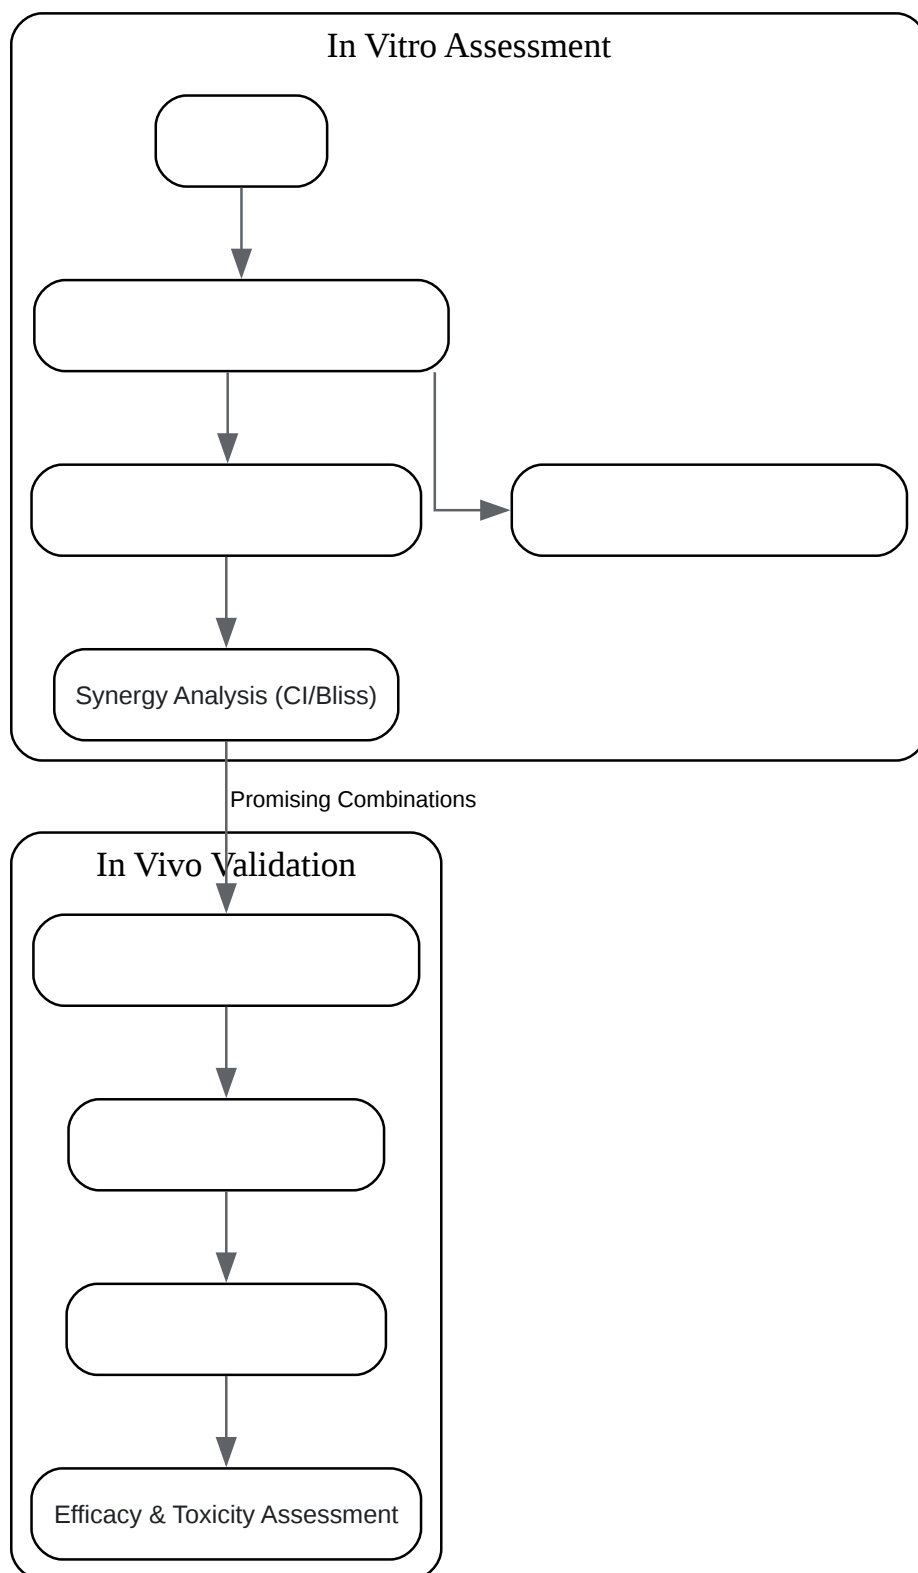 In Vitro Assessment
Synergy Analysis (CI/Bliss)
Promising Combinations
In Vivo Validation
Efficacy & Toxicity Assessment